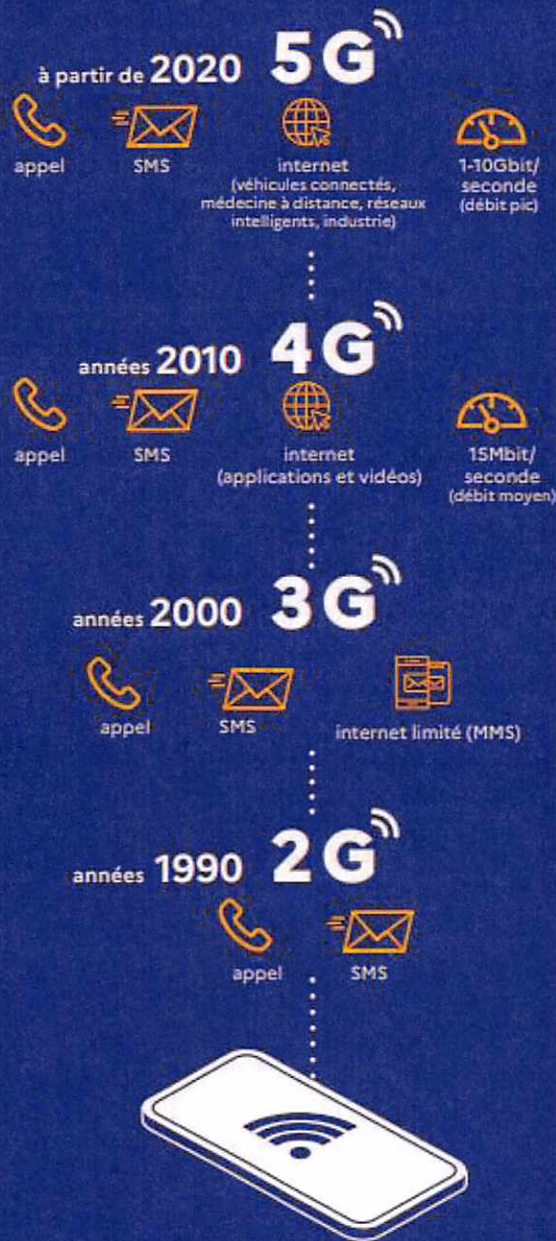 à partir de 2020 5G
appel
SMS
internet
(véhicules connectés,
médecine à distance, réseaux
intelligents, industrie)
1-10Gbit/
seconde
(débit pic)
années 2010 4G
appel
SMS
internet
(applications et vidéos)
15Mbit/
seconde
(débit moyen)
années 2000 3G
appel
SMS
internet limité (MMS)
années 1990 2G
appel
SMS